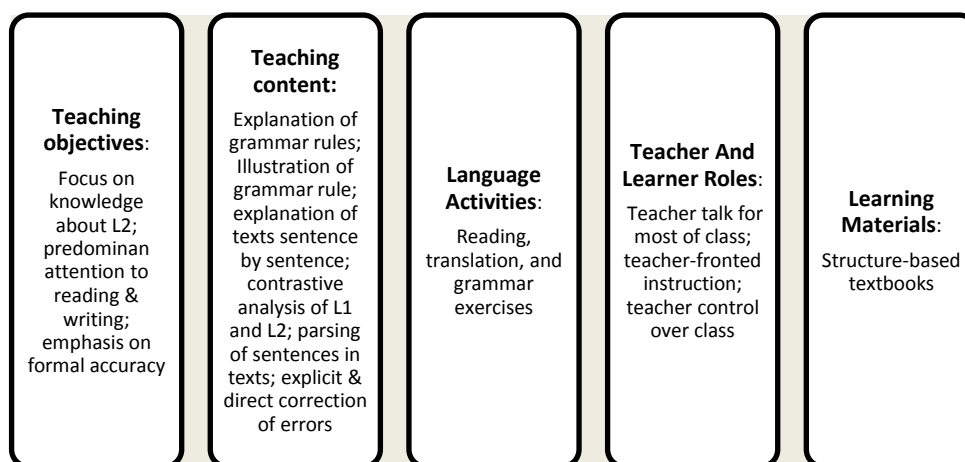 Teaching
objectives:
Focus on
knowledge
about L2;
predominan
attention to
reading &
writing;
emphasis on
formal accuracy
Teaching
content:
Explanation of
grammar rules;
Illustration of
grammar rule;
explanation of
texts sentence
by sentence;
contrastive
analysis of L1
and L2; parsing
of sentences in
texts; explicit &
direct correction
of errors
Language
Activities:
Reading,
translation, and
grammar
exercises
Teacher And
Learner Roles:
Teacher talk for
most of class;
teacher-fronted
instruction;
teacher control
over class
Learning
Materials:
Structure-based
textbooks